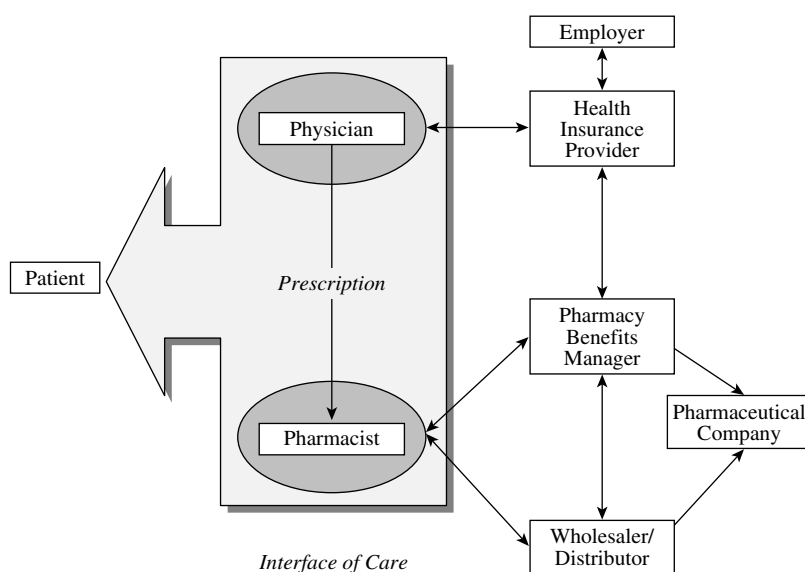 Employer
Physician
Health
Insurance
Provider
Patient
Prescription
Pharmacy
Benefits
Manager
Pharmaceutical
Company
Pharmacist
Wholesaler/
Distributor
Interface of Care